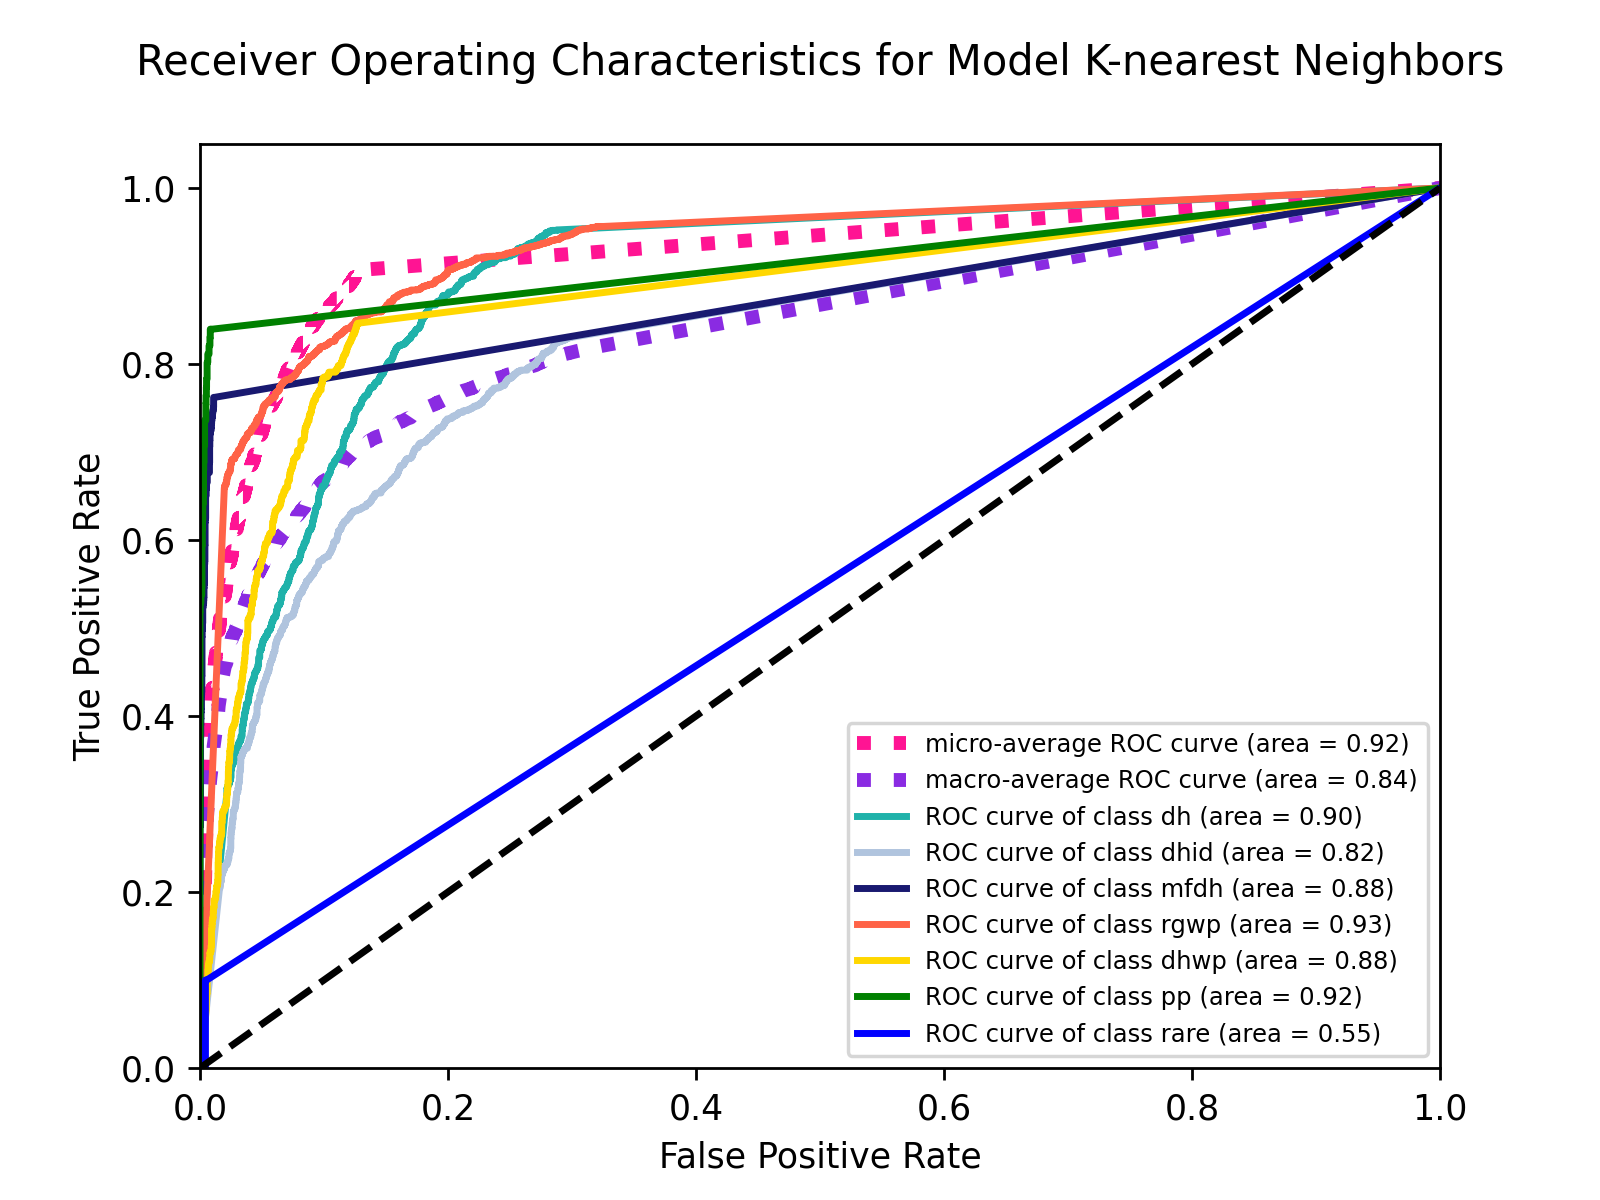 Receiver Operating Characteristics for Model K-nearest Neighbors
1.0
0.8
0.6
0.4
0.2
0.0
True Positive Rate
micro-average ROC curve (area = 0.92)
macro-average ROC curve (area = 0.84)
ROC curve of class dh (area = 0.90)
ROC curve of class dhid (area = 0.82)
ROC curve of class mfdh (area = 0.88)
ROC curve of class rgwp (area = 0.93)
ROC curve of class dhwp (area = 0.88)
ROC curve of class pp (area = 0.92)
ROC curve of class rare (area = 0.55)
0.0 0.2 0.4 0.6 0.8 1.0
False Positive Rate